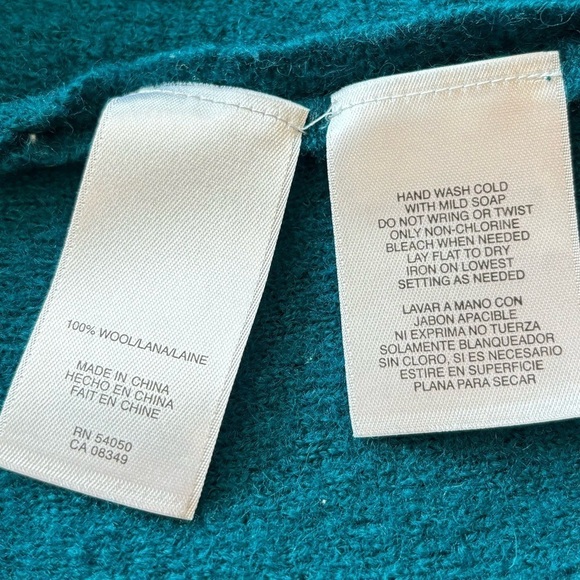 100% WOOL/LANA/LAINE
MADE IN CHINA
HECHO EN CHINA
FAIT EN CHINE
RN 54050
CA 08349
HAND WASH COLD
WITH MILD SOAP
DO NOT WRING OR TWIST
ONLY NON-CHLORINE
BLEACH WHEN NEEDED
LAY FLAT TO DRY
IRON ON LOWEST
SETTING AS NEEDED
LAVAR A MANO CON
JABON APACIBLE
NI EXPRIMA NO TUERZA
SOLAMENTE BLANQUEADOR
SIN CLORO, SI ES NECESARIO
ESTIRE EN SUPERFICIE
PLANA PARA SECAR